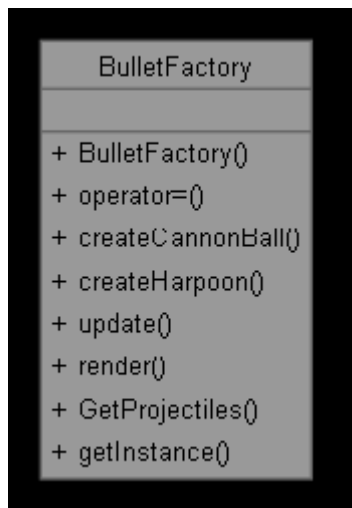 BulletFactory
+ BulletFactory()
+ operator=()
+ createCannonBall()
+ createHarpoon()
+ update()
+ render()
+ GetProjectiles()
+ getInstance()